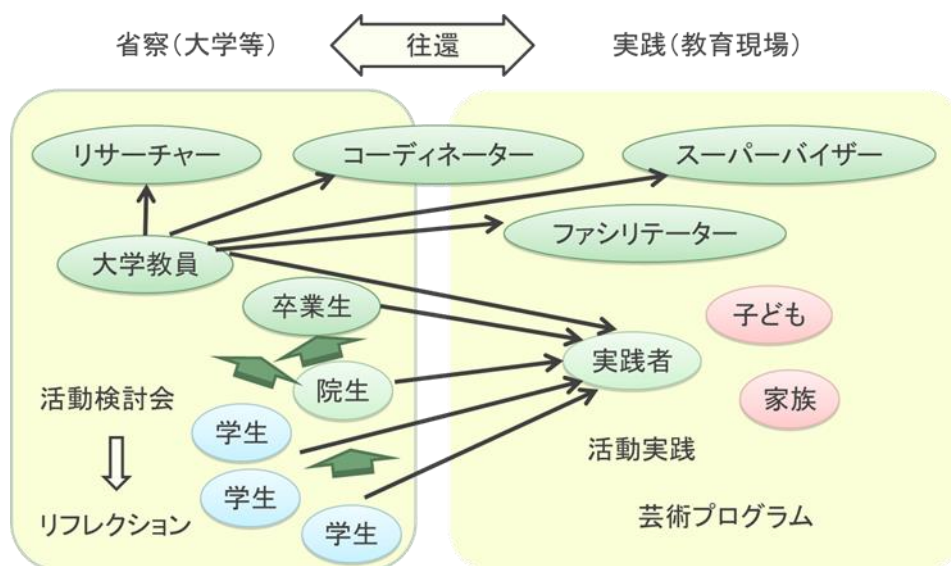 省察（大学等）
往還
実践（教育現場）
リサーチャー
コーディネーター
スーパーバイザー
ファシリテーター
大学教員
卒業生
子ども
実践者
院生
活動検討会
家族
学生
活動実践
学生
リフレクション
学生
芸術プログラム